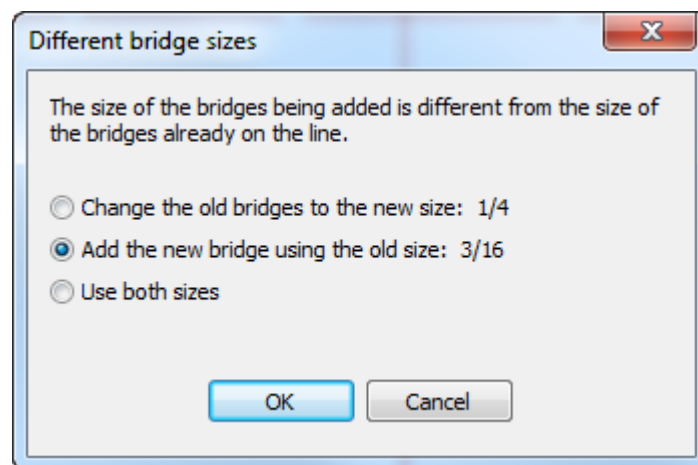 Different bridge sizes
The size of the bridges being added is different from the size of
the bridges already on the line.
Change the old bridges to the new size: 1/4
Add the new bridge using the old size: 3/16
Use both sizes
OK Cancel